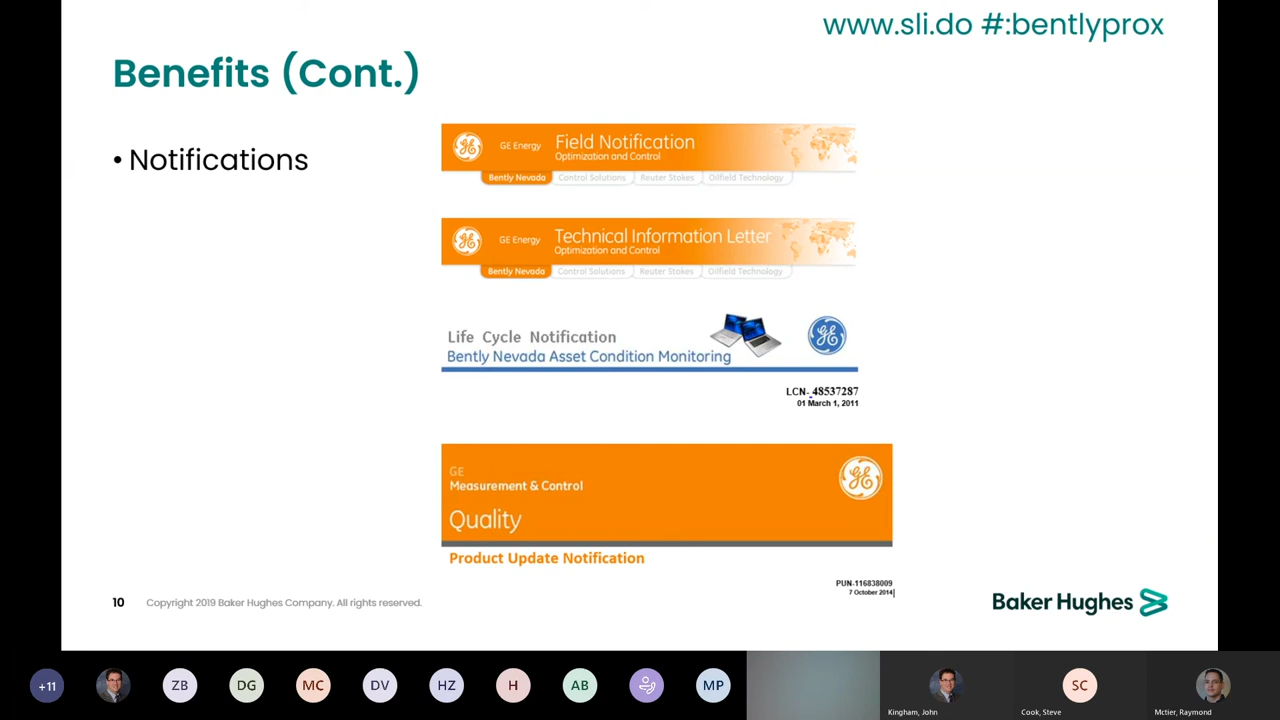 www.sli.do #:bentlyprox
Benefits (Cont.)
• Notifications
GE Energy
Field Notification
Optimization and Control
Bently Nevada Control Solutions Reuter Stokes Oilfield Technology
GE Energy
Technical Information Letter
Optimization and Control
Bently Nevada Control Solutions Reuter Stokes Oilfield Technology
Life Cycle Notification
Bently Nevada Asset Condition Monitoring
LCN- 48537287
01 March 1, 2011
GE
Measurement & Control
Quality
Product Update Notification
PUN-116838009
7 October 2014
10 Copyright 2019 Baker Hughes Company. All rights reserved.
Baker Hughes
+11 ZB DG MC DV HZ H AB MP SC
Kingham, John Cook, Steve Mctier, Raymond